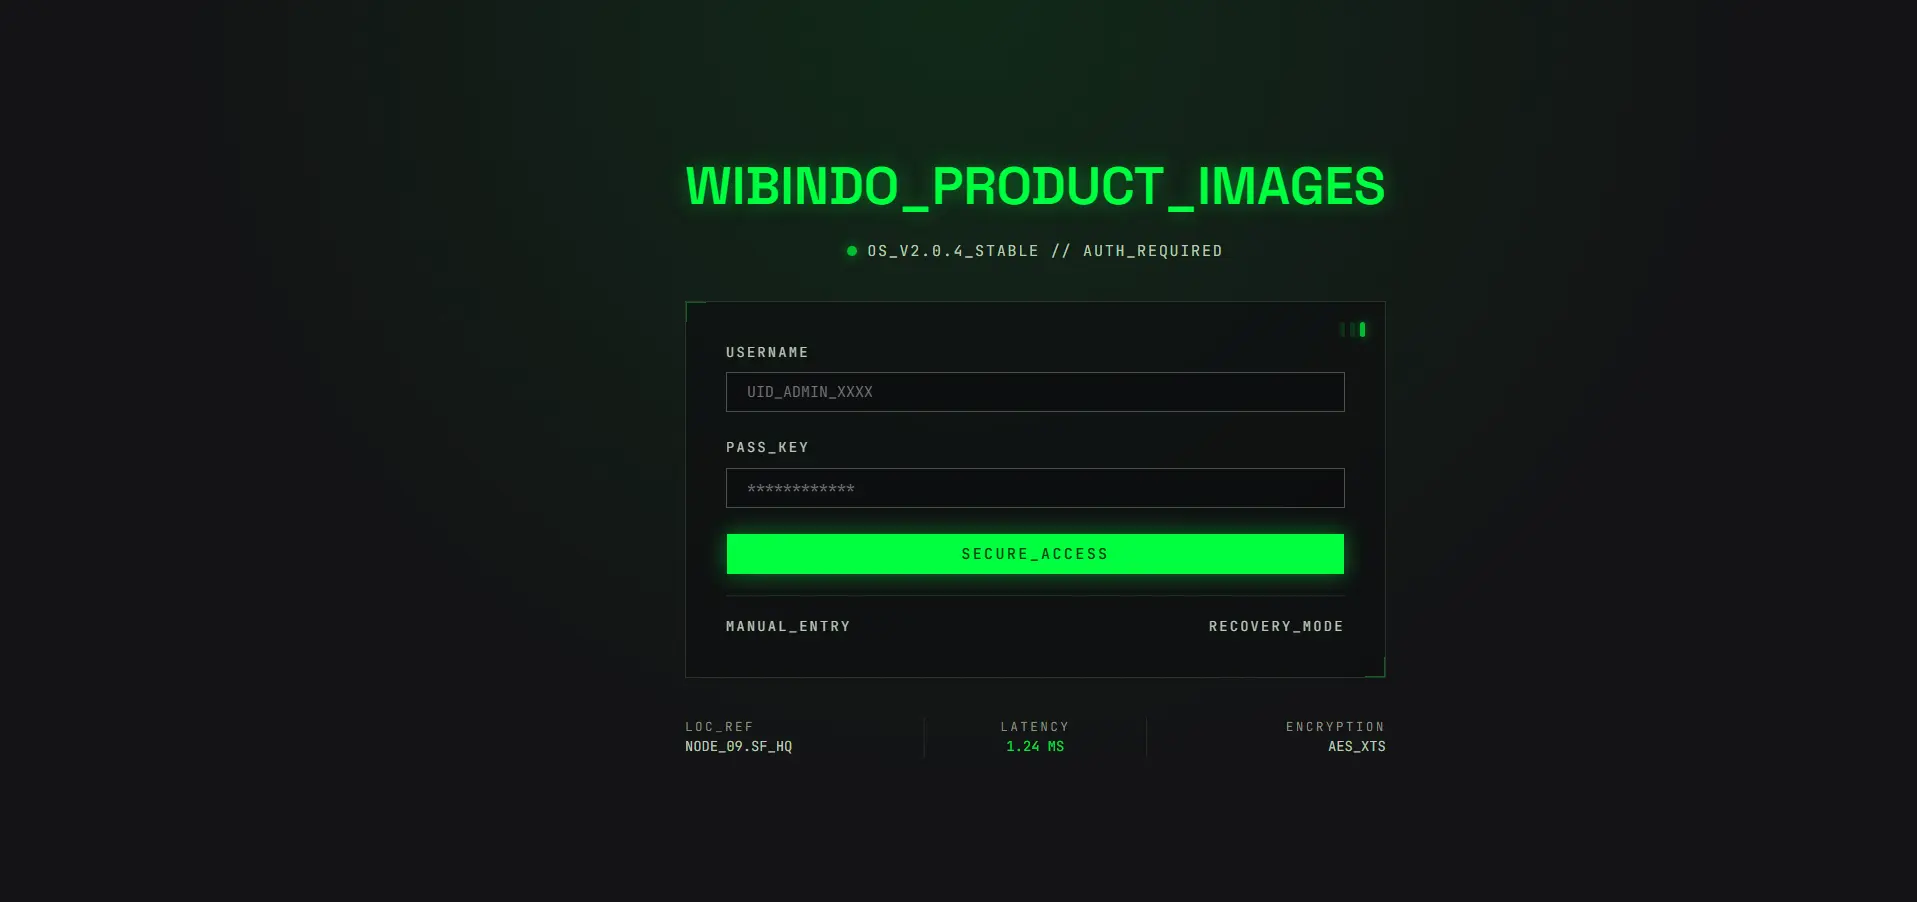 WIBINDO_PRODUCT_IMAGES
OS_V2.0.4_STABLE // AUTH_REQUIRED
USERNAME
UID_ADMIN_XXXX
PASS_KEY
************
SECURE_ACCESS
MANUAL_ENTRY RECOVERY_MODE
LOC_REF LATENCY ENCRYPTION
NODE_09.SF_HQ 1.24 MS AES_XTS